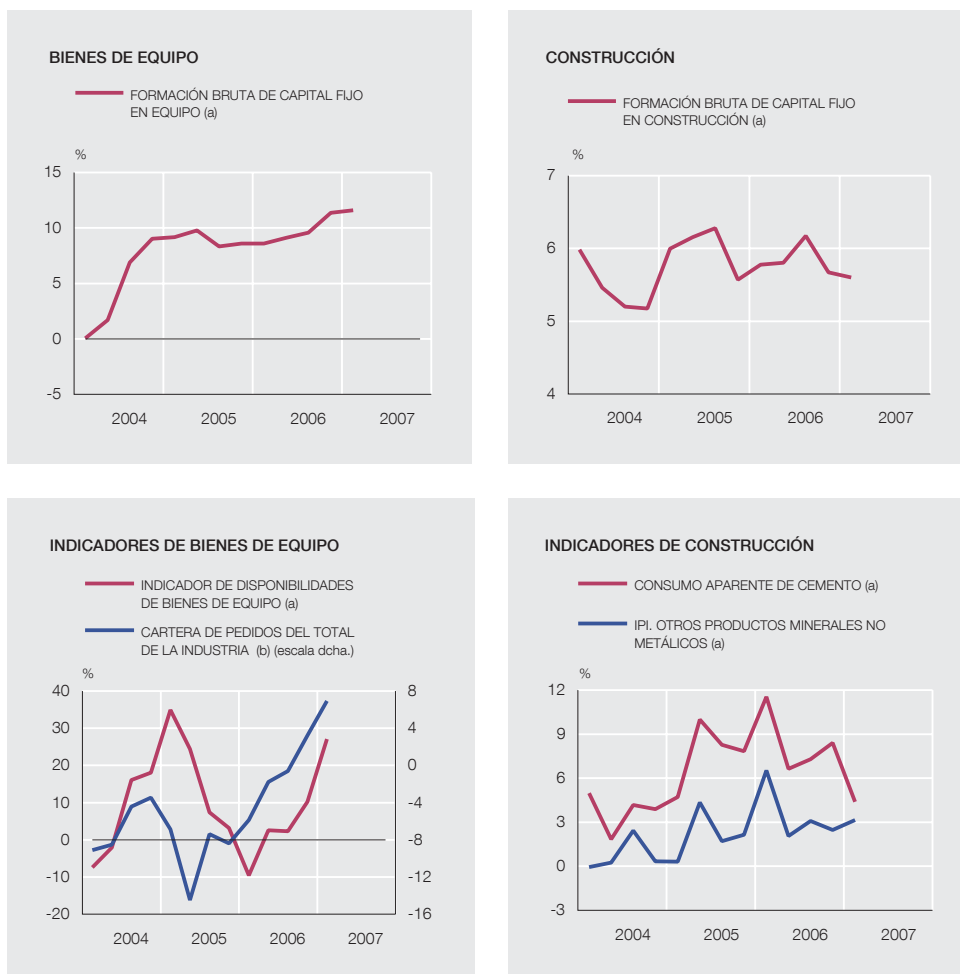 BIENES DE EQUIPO
FORMACIÓN BRUTA DE CAPITAL FIJO
EN EQUIPO (a)
%
15
10
5
0
-5
2004 2005 2006 2007
CONSTRUCCIÓN
FORMACIÓN BRUTA DE CAPITAL FIJO
EN CONSTRUCCIÓN (a)
%
7
6
5
4
2004 2005 2006 2007
INDICADORES DE BIENES DE EQUIPO
INDICADOR DE DISPONIBILIDADES
DE BIENES DE EQUIPO (a)
CARTERA DE PEDIDOS DEL TOTAL
DE LA INDUSTRIA (b) (escala dcha.)
%
40 8
30 4
20 0
10 -4
0 -8
-10 -12
-20 -16
2004 2005 2006 2007
INDICADORES DE CONSTRUCCIÓN
CONSUMO APARENTE DE CEMENTO (a)
IPI. OTROS PRODUCTOS MINERALES NO
METÁLICOS (a)
%
12
9
6
3
0
-3
2004 2005 2006 2007